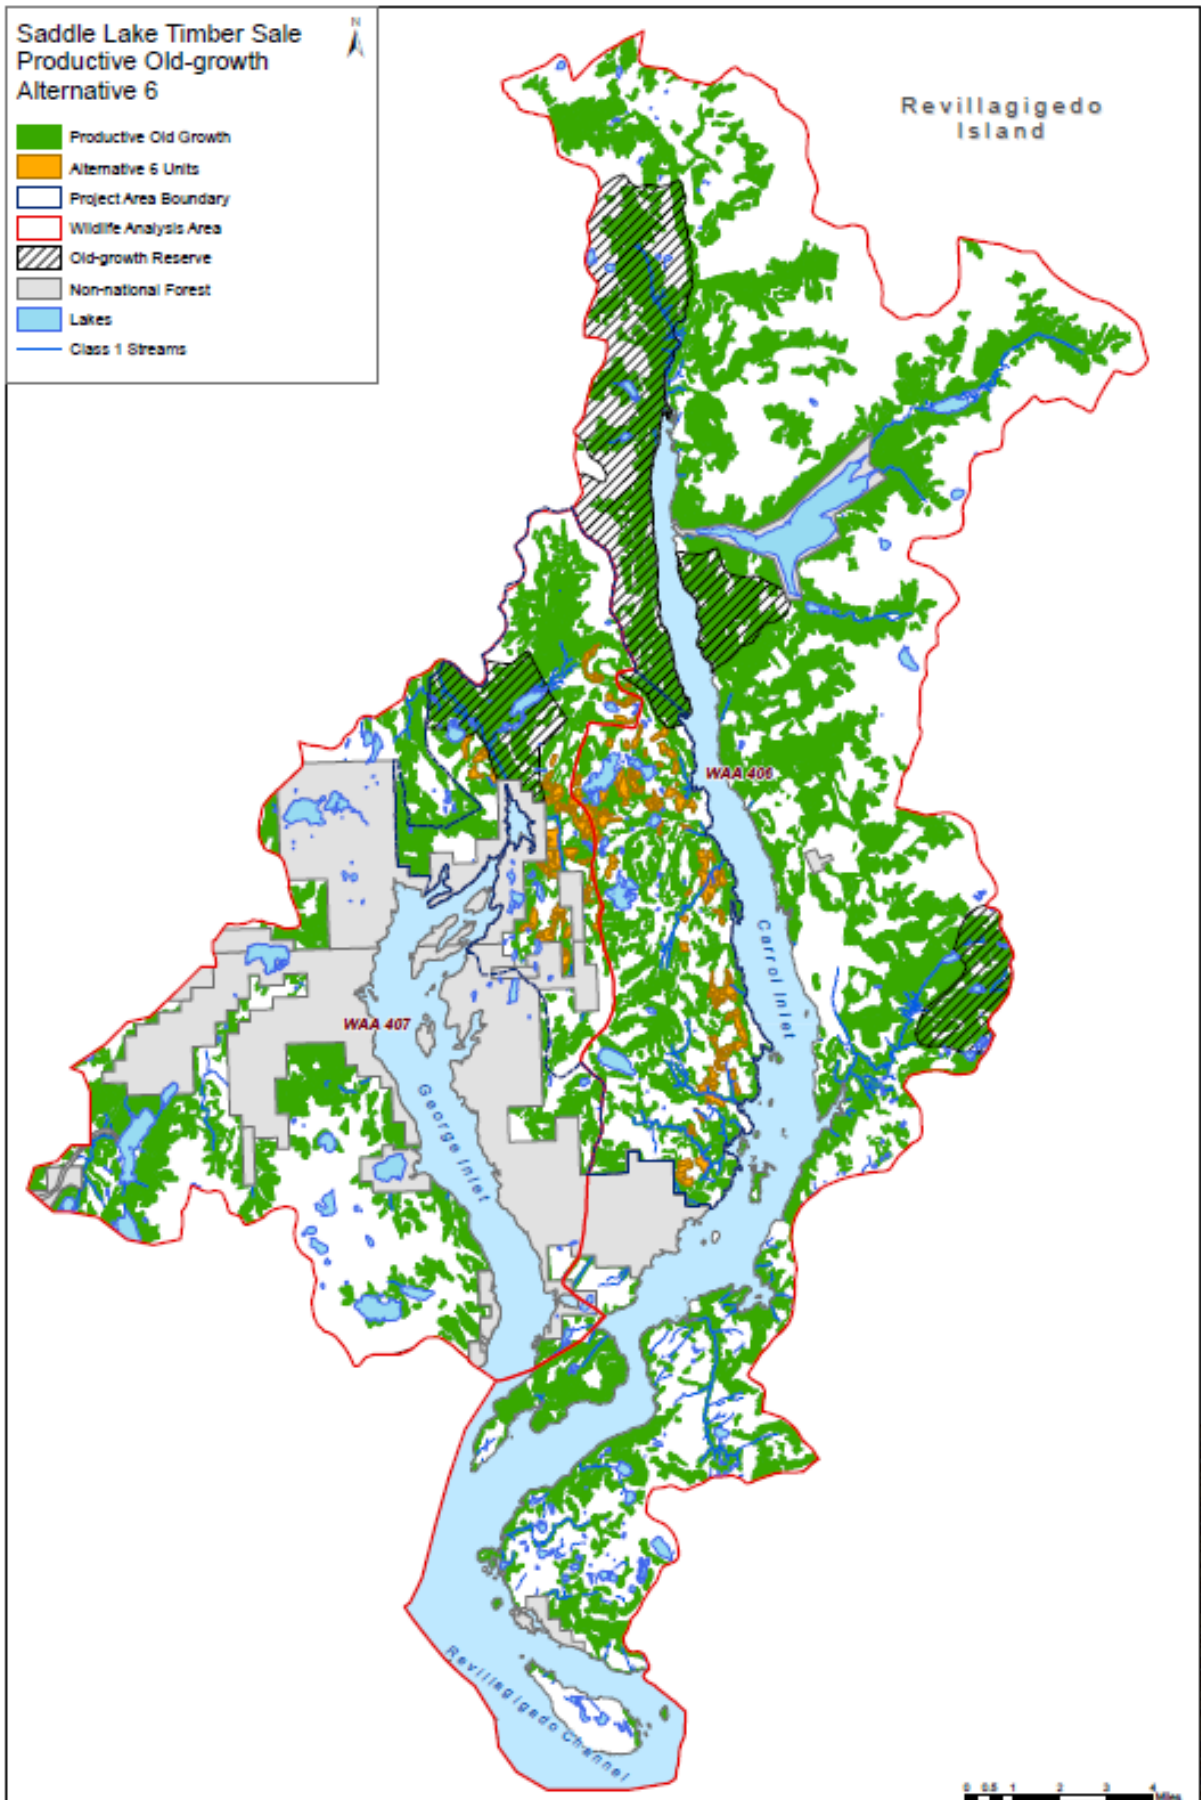 Saddle Lake Timber Sale
Productive Old-growth
Alternative 6
N
Productive Old Growth
Alternative 6 Units
Project Area Boundary
Wildlife Analysis Area
Old-growth Reserve
Non-national Forest
Lakes
Class 1 Streams
Revillagigedo
Island
WAA 406
Carrol Inlet
WAA 407
George Inlet
Revillagigado Channel
0 0.5 1 2 3 4
Miles